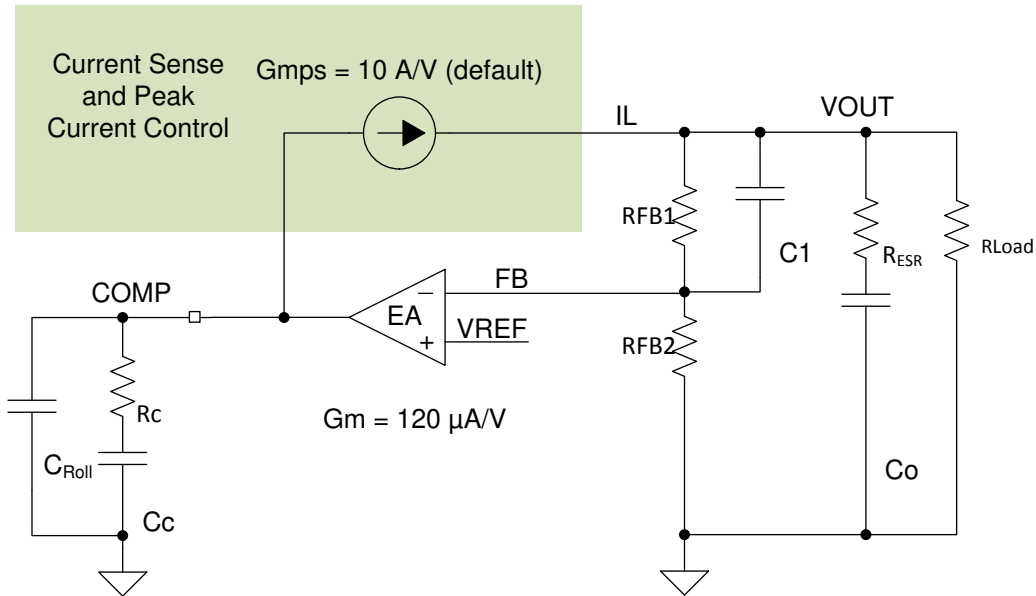 Current Sense
and Peak
Current Control
Gmps = 10 A/V (default)
IL
VOUT
RFB1
C1
RESR
RLoad
COMP
FB
EA
VREF
RFB2
Rc
Gm = 120 µA/V
CRoll
Co
Cc